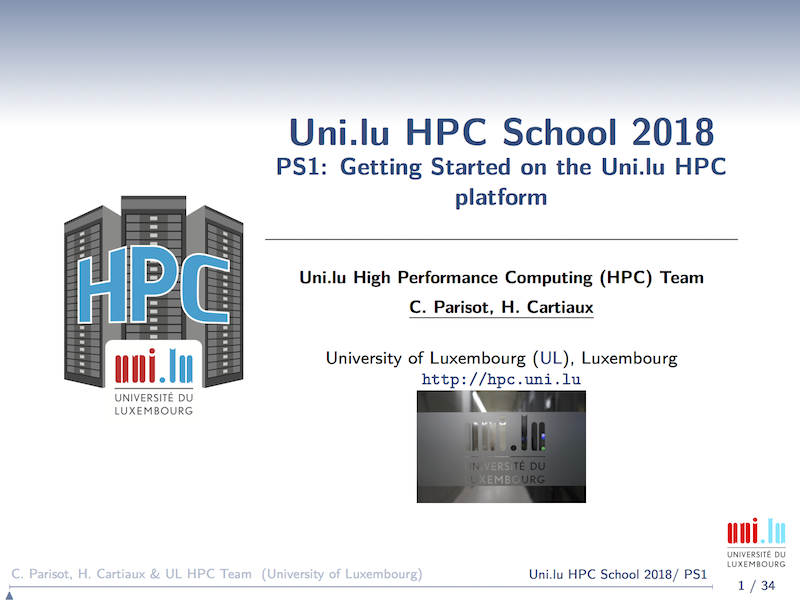 Uni.lu HPC School 2018
PS1: Getting Started on the Uni.lu HPC
platform
HPC
uni.lu
UNIVERSITÉ DU
LUXEMBOURG
Uni.lu High Performance Computing (HPC) Team
C. Parisot, H. Cartiaux
University of Luxembourg (UL), Luxembourg
http://hpc.uni.lu
uni.lu
UNIVERSITÉ DU
LUXEMBOURG
uni.lu
UNIVERSITÉ DU
LUXEMBOURG
C. Parisot, H. Cartiaux & UL HPC Team (University of Luxembourg)
Uni.lu HPC School 2018/ PS1
1 / 34